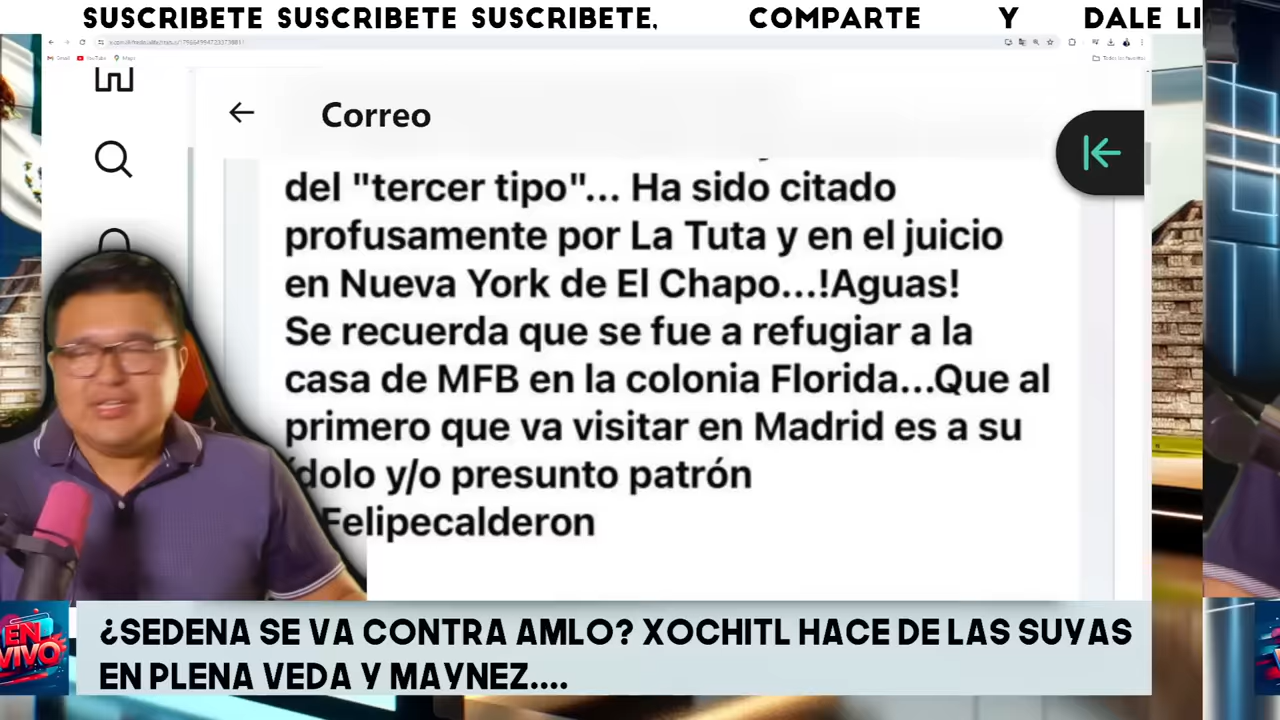 SUSCRIBETE SUSCRIBETE SUSCRIBETE, COMPARTE Y DALE LI
Gmail YouTube Maps
Correo
del "tercer tipo"... Ha sido citado
profusamente por La Tuta y en el juicio
en Nueva York de El Chapo...!Aguas!
Se recuerda que se fue a refugiar a la
casa de MFB en la colonia Florida...Que al
primero que va visitar en Madrid es a su
ídolo y/o presunto patrón
Felipecalderon
EN VIVO
¿SEDENA SE VA CONTRA AMLO? XOCHITL HACE DE LAS SUYAS
EN PLENA VEDA Y MAYNEZ....